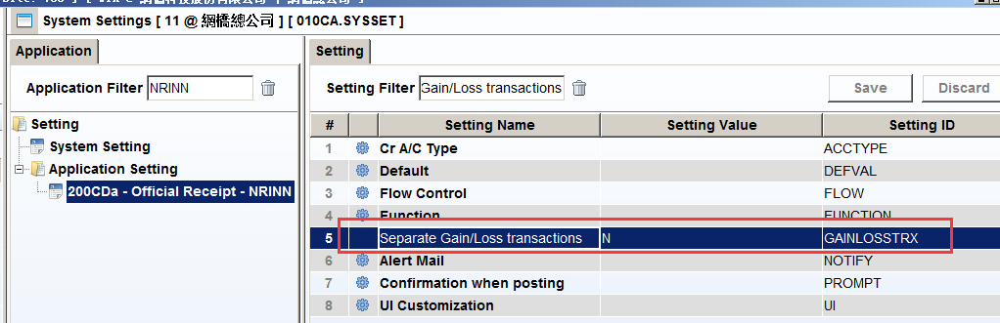 System Settings [ 11 @ 網橋總公司 ] [ 010CA.SYSSET ]
Application
Setting
Application Filter NRINN
Setting Filter Gain/Loss transactions
Save
Discard
Setting
System Setting
Application Setting
200CDa - Official Receipt - NRINN
# Setting Name Setting Value Setting ID
1 Cr A/C Type ACCTYPE
2 Default DEFVAL
3 Flow Control FLOW
4 Function FUNCTION
5 Separate Gain/Loss transactions N GAINLOSSTRX
6 Alert Mail NOTIFY
7 Confirmation when posting PROMPT
8 UI Customization UI